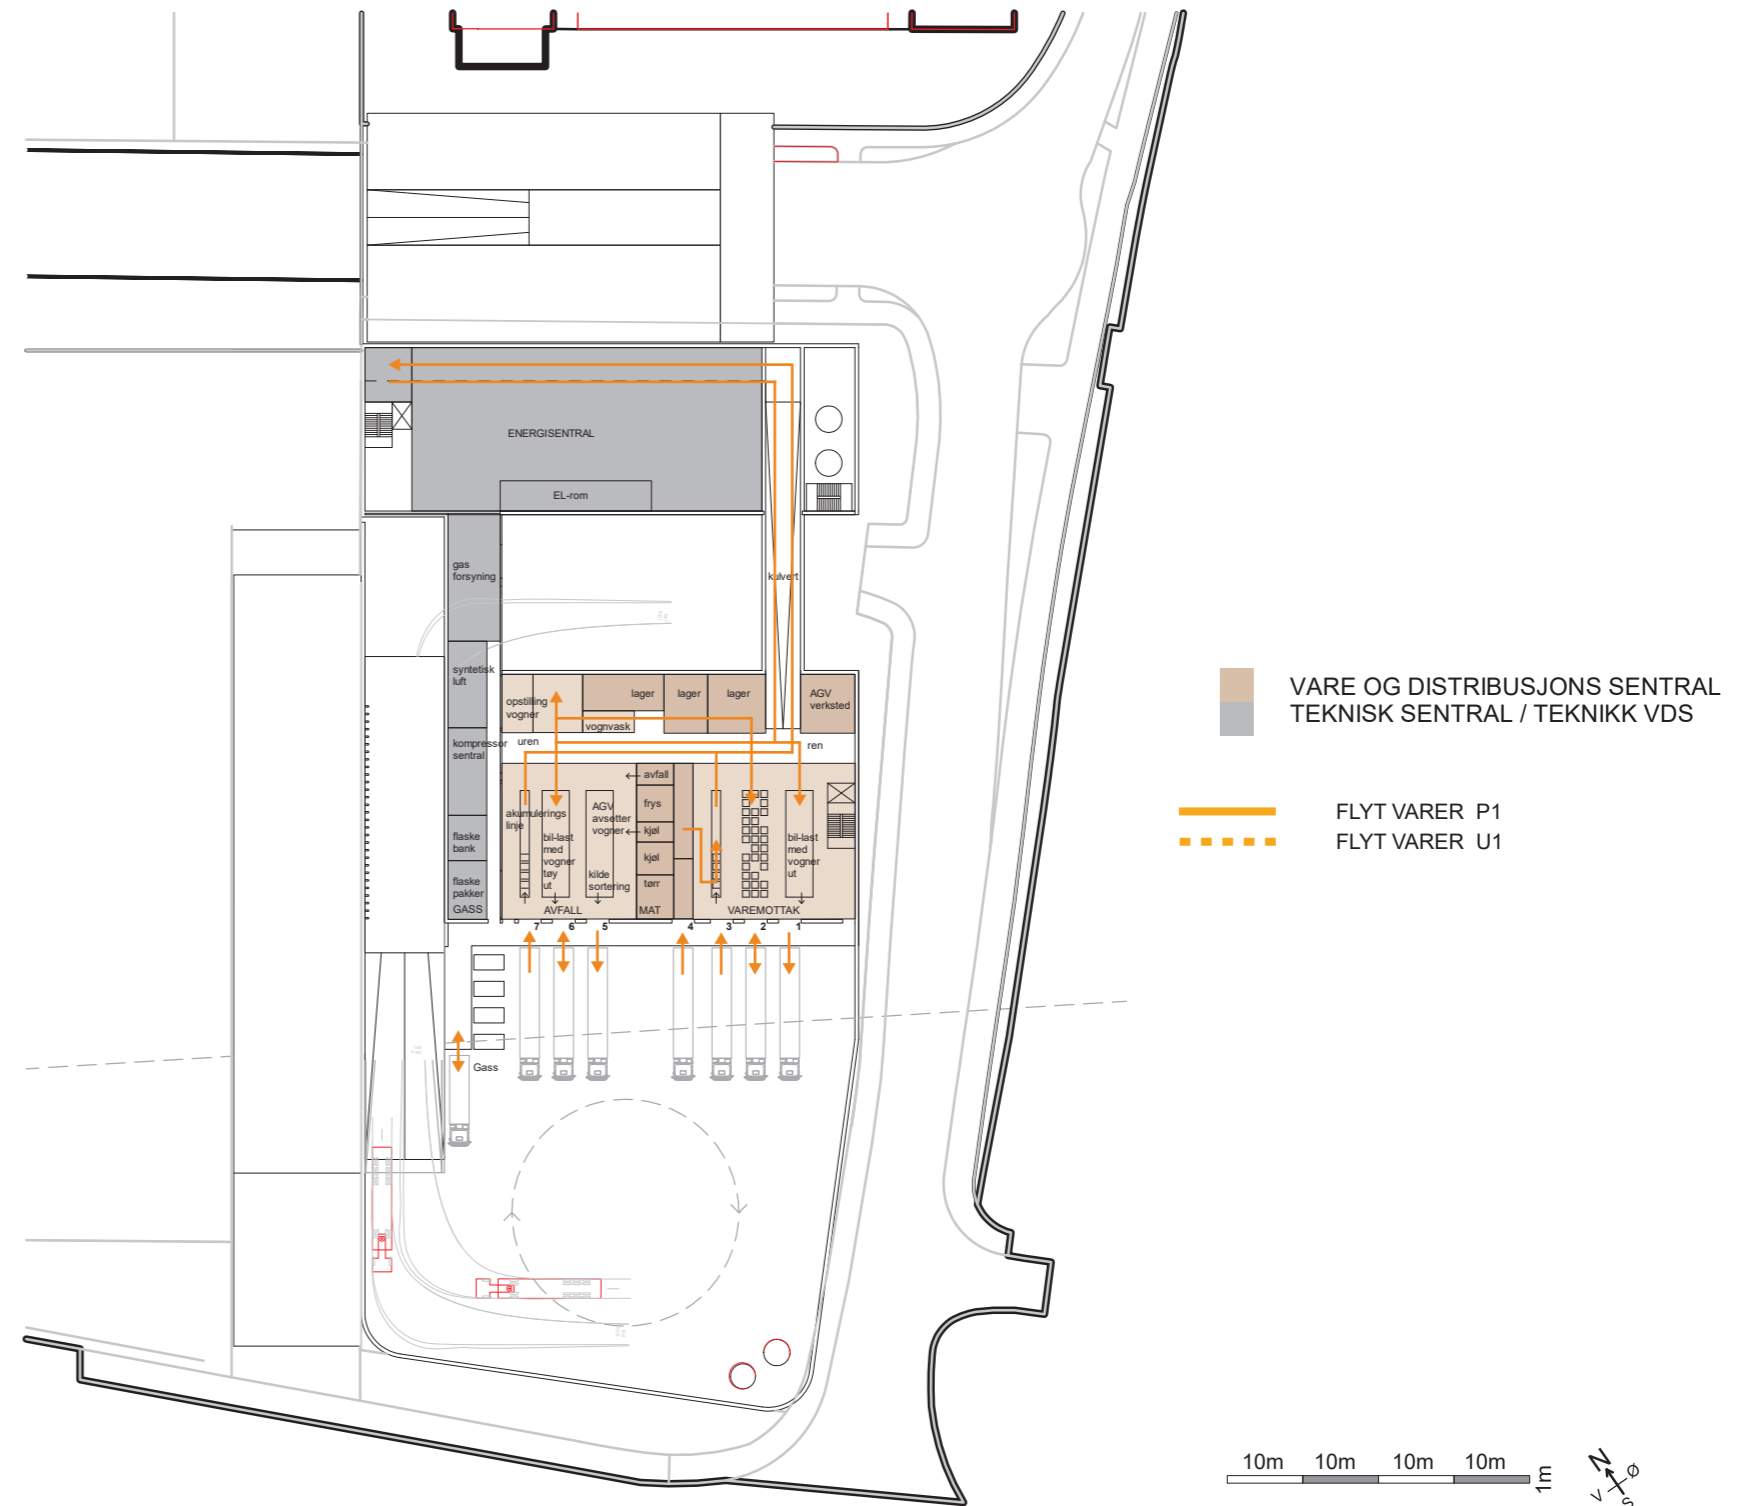 ENERGISENTRAL
EL-rom
gas
forsyning
kulvert
syntetisk
luft
opstilling
vogner
lager
lager
lager
AGV
verksted
vognvask
kompressor
sentral
uren
ren
avfall
frys
akumulerings
linje
AGV
avsetter
vogner
kjøl
bil-last
med
vogner
tøy
ut
bil-last
med
vogner
ut
flaske
bank
kjøl
kilde
sortering
tørr
flaske
pakker
GASS
AVFALL
MAT
VAREMOTTAK
7
6
5
4
3
2
1
Gass
VARE OG DISTRIBUSJONS SENTRAL
TEKNISK SENTRAL / TEKNIKK VDS
FLYT VARER P1
FLYT VARER U1
10m 10m 10m 10m
1m
N
Ø
V
S